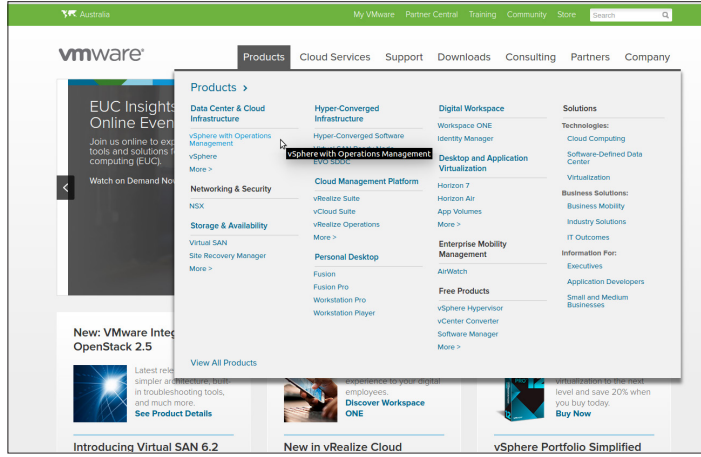 Australia
My VMware Partner Central Training Community Store Search
vmware®
Products Cloud Services Support Downloads Consulting Partners Company
EUC Insights
Online Even
Join us online to exp
tools and solutions f
computing (EUC).
Watch on Demand Now
Products >
Data Center & Cloud
Infrastructure
vSphere with Operations
Management
vSphere
More >
Networking & Security
NSX
Storage & Availability
Virtual SAN
Site Recovery Manager
More >
Hyper-Converged
Infrastructure
Hyper-Converged Software
vSphere with Operations Management
EVO SDDC
Cloud Management Platform
vRealize Suite
vCloud Suite
vRealize Operations
More >
Personal Desktop
Fusion
Fusion Pro
Workstation Pro
Workstation Player
Digital Workspace
Workspace ONE
Identity Manager
Desktop and Application
Virtualization
Horizon 7
Horizon Air
App Volumes
More >
Enterprise Mobility
Management
AirWatch
Free Products
vSphere Hypervisor
vCenter Converter
Software Manager
More >
Solutions
Technologies:
Cloud Computing
Software-Defined Data
Center
Virtualization
Business Solutions:
Business Mobility
Industry Solutions
IT Outcomes
Information For:
Executives
Application Developers
Small and Medium
Businesses
View All Products
New: VMware Integ
OpenStack 2.5
Latest rele
simpler architecture, built-
in troubleshooting tools,
and much more.
See Product Details
experience to your digital
employees.
Discover Workspace
ONE
PRO
virtualization to the next
level and save 20% when
you buy today.
Buy Now
Introducing Virtual SAN 6.2
New in vRealize Cloud
vSphere Portfolio Simplified